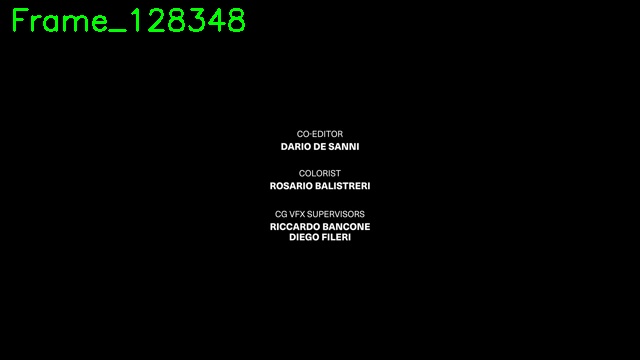 Frame_128348
CO-EDITOR
DARIO DE SANNI
COLORIST
ROSARIO BALISTRERI
CG VFX SUPERVISORS
RICCARDO BANCONE
DIEGO FILERI